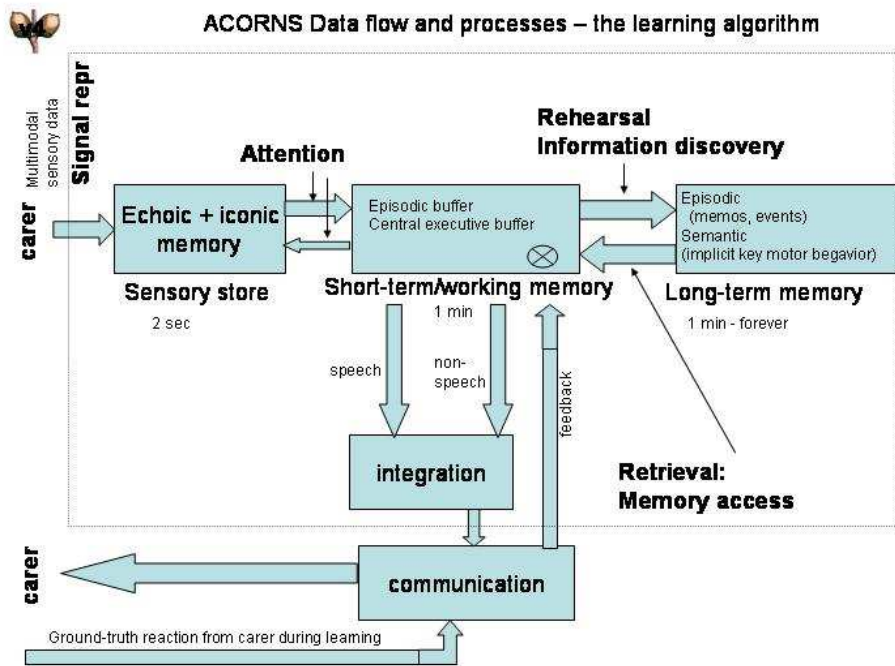 v4
ACORNS Data flow and processes – the learning algorithm
carer
Multimodal
sensory data
Signal repr
Attention
Rehearsal
Information discovery
Echoic + iconic
memory
Sensory store
2 sec
Episodic buffer
Central executive buffer
Short-term/working memory
1 min
Episodic
(memos, events)
Semantic
(implicit key motor begavior)
Long-term memory
1 min - forever
speech
non-
speech
feedback
integration
Retrieval:
Memory access
carer
communication
Ground-truth reaction from carer during learning